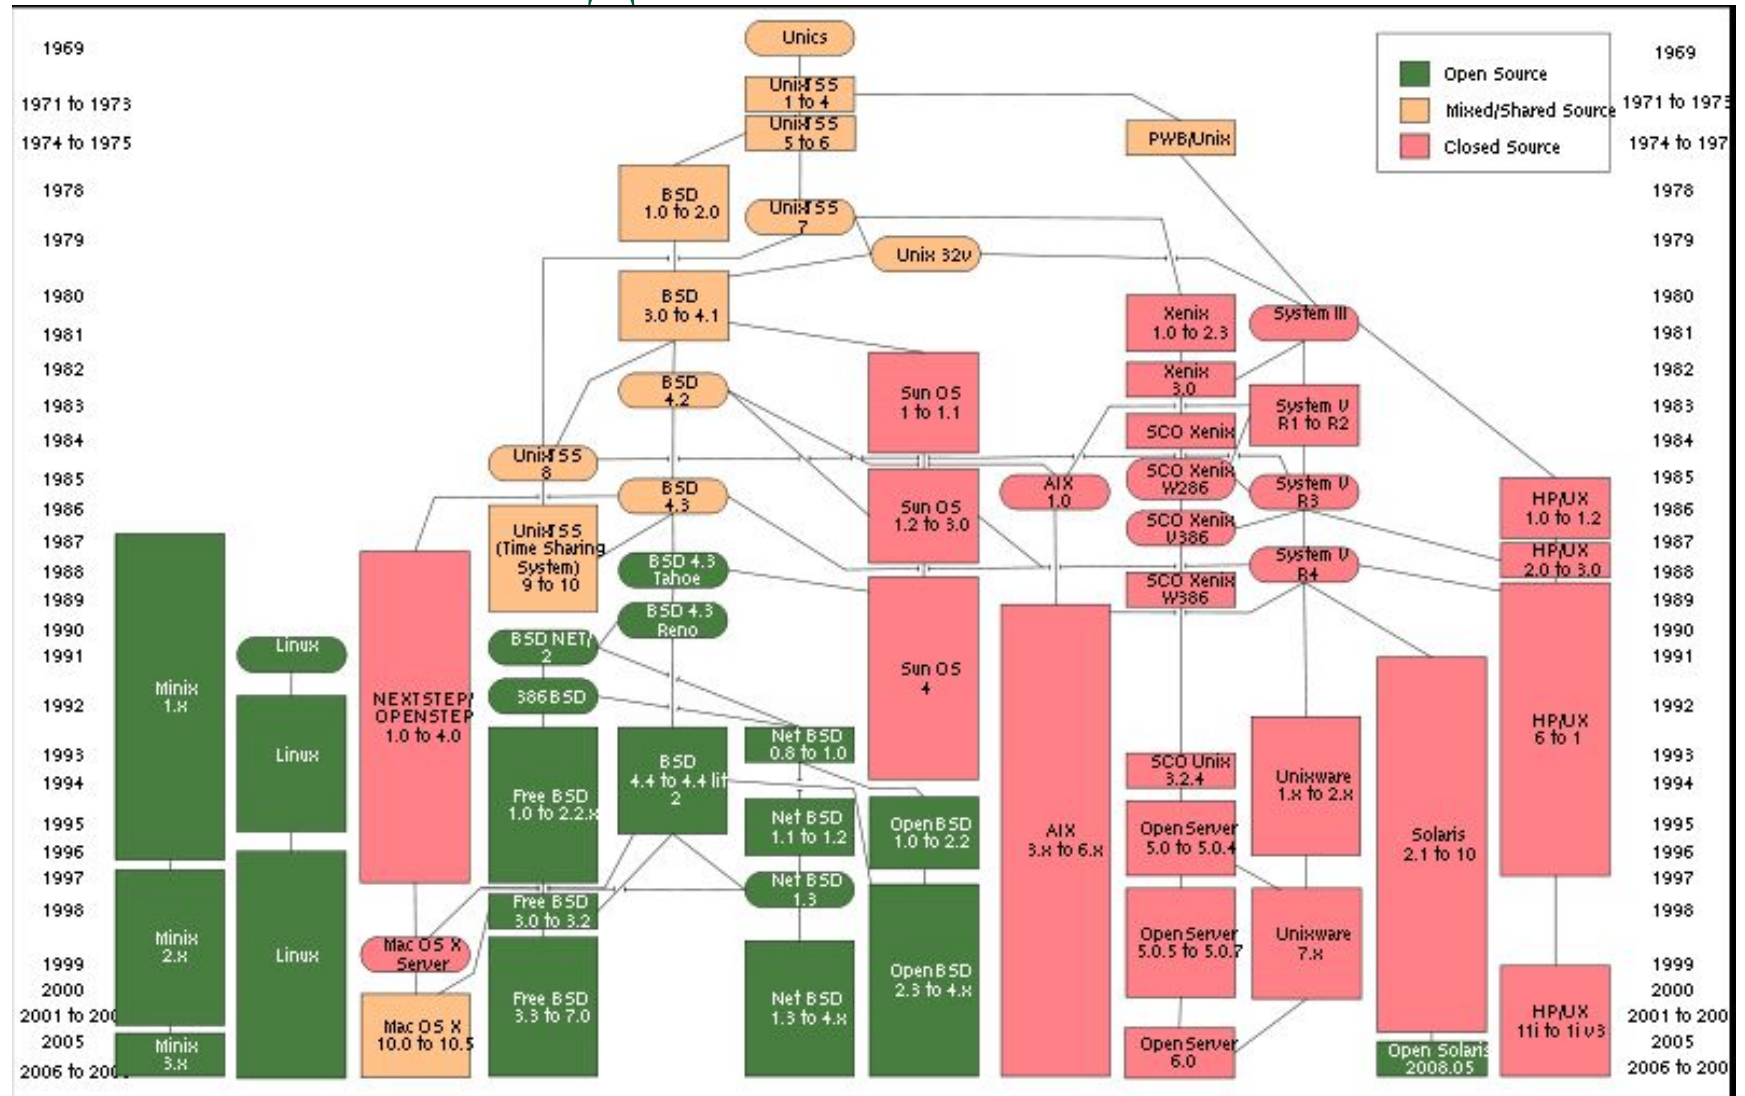 Unics
1969
1969
Open Source
UnixTSS
1 to 4
1971 to 1973
1971 to 1973
Mixed/Shared Source
UnixTSS
5 to 6
PWB/Unix
1974 to 1975
1974 to 197
Closed Source
1978
BSD
1.0 to 2.0
UnixTSS
7
1978
1979
Unix 32v
1979
1980
BSD
3.0 to 4.1
Xenix
1.0 to 2.3
System III
1980
1981
1981
1982
Xenix
3.0
1982
BSD
4.2
Sun OS
1 to 1.1
1983
System V
R1 to R2
1983
1984
SCO Xenix
1984
UnixTSS
8
1985
SCO Xenix
W286
1985
BSD
4.3
AIX
1.0
System V
R3
HP/UX
1.0 to 1.2
1986
Sun OS
1.2 to 3.0
1986
UnixTSS
(Time Sharing
System)
9 to 10
SCO Xenix
V386
1987
1987
HP/UX
2.0 to 3.0
1988
BSD 4.3
Tahoe
System V
R4
1988
1989
SCO Xenix
W386
1989
BSD 4.3
Reno
1990
1990
BSD NET/
2
Linux
1991
1991
Sun OS
4
Minix
1.x
NEXTSTEP/
OPENSTEP
1.0 to 4.0
386BSD
1992
1992
HP/UX
6 to 1
Net BSD
0.8 to 1.0
1993
Linux
BSD
4.4 to 4.4 lit
2
SCO Unix
3.2.4
1993
1994
Unixware
1.x to 2.x
1994
Free BSD
1.0 to 2.2.x
1995
Net BSD
1.1 to 1.2
Open BSD
1.0 to 2.2
AIX
3.x to 6.x
Open Server
5.0 to 5.0.4
Solaris
2.1 to 10
1995
1996
1996
1997
Net BSD
1.3
1997
1998
Free BSD
3.0 to 3.2
1998
Minix
2.x
Mac OS X
Server
Open Server
5.0.5 to 5.0.7
Unixware
7.x
Linux
1999
1999
Open BSD
2.3 to 4.x
2000
2000
Free BSD
3.3 to 7.0
Net BSD
1.3 to 4.x
2001 to 200
HP/UX
11i to 1i v3
2001 to 200
Mac OS X
10.0 to 10.5
2005
Minix
3.x
Open Server
6.0
Open Solaris
2008.05
2005
2006 to 200
2006 to 200